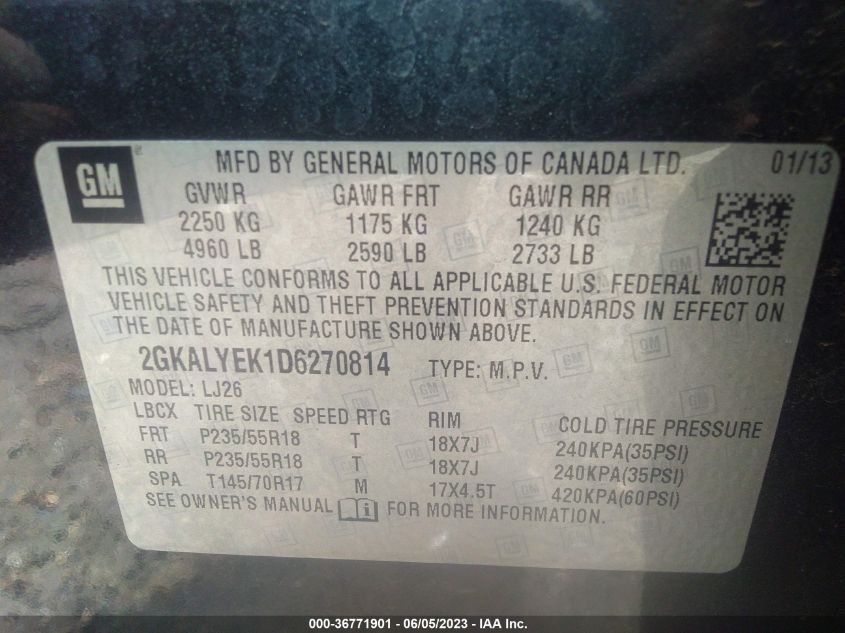 GM ®
MFD BY GENERAL MOTORS OF CANADA LTD. 01/13
GVWR GAWR FRT GAWR RR
2250 KG 1175 KG 1240 KG
4960 LB 2590 LB 2733 LB
THIS VEHICLE CONFORMS TO ALL APPLICABLE U.S. FEDERAL MOTOR
VEHICLE SAFETY AND THEFT PREVENTION STANDARDS IN EFFECT ON
THE DATE OF MANUFACTURE SHOWN ABOVE.
2GKALYEK1D6270814 TYPE: M.P.V.
MODEL: LJ26
LBCX TIRE SIZE SPEED RTG RIM COLD TIRE PRESSURE
FRT P235/55R18 T 18X7J 240KPA(35PSI)
RR P235/55R18 T 18X7J 240KPA(35PSI)
SPA T145/70R17 M 17X4.5T 420KPA(60PSI)
SEE OWNER'S MANUAL i FOR MORE INFORMATION.
000-36771901 - 06/05/2023 - IAA Inc.